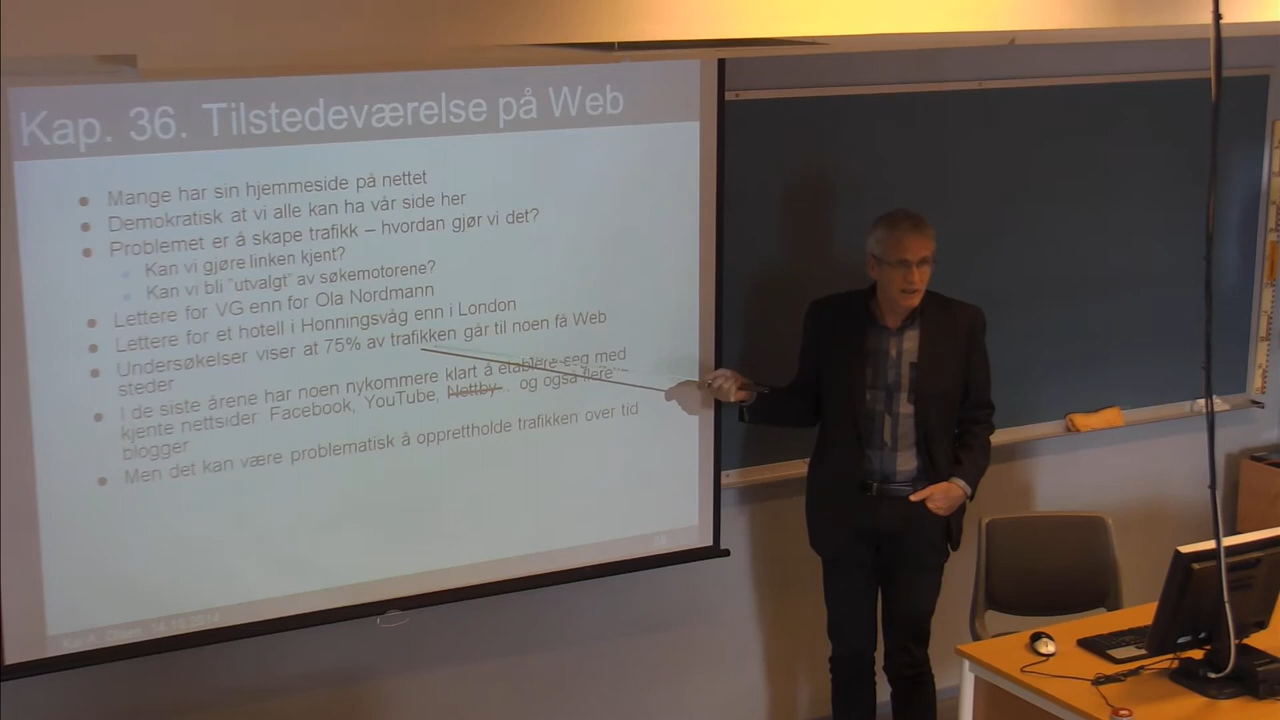 Kap. 36. Tilstedeværelse på Web
Mange har sin hjemmeside på nettet
Demokratisk at vi alle kan ha vår side her
Problemet er å skape trafikk – hvordan gjør vi det?
Kan vi gjøre linken kjent?
Kan vi bli "utvalgt" av søkemotorene?
Lettere for VG enn for Ola Nordmann
Lettere for et hotell i Honningsvåg enn i London
Undersøkelser viser at 75% av trafikken går til noen få Web
steder
I de siste årene har noen nykommere klart å etablere seg med
kjente nettsider Facebook, YouTube, Nettby... og også flere
blogger
Men det kan være problematisk å opprettholde trafikken over tid
A. Olsen, 14.10.2014